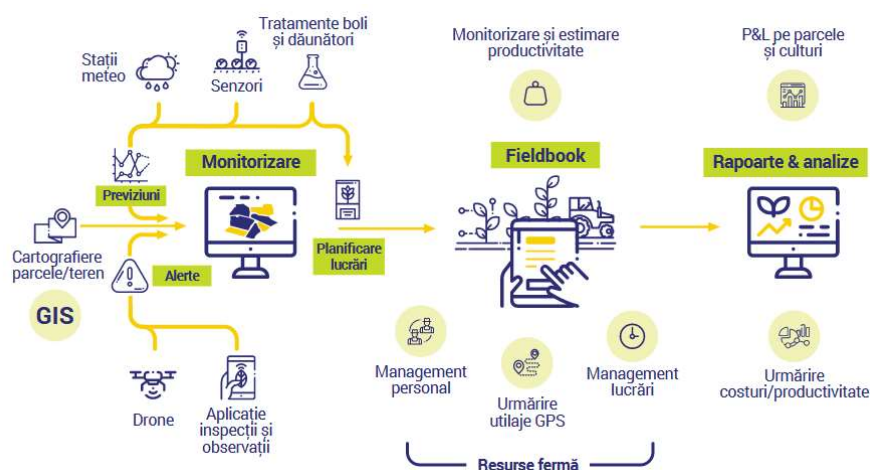 Tratamente boli
și dăunători
Stații
meteo
Senzori
Monitorizare și estimare
productivitate
P&L pe parcele
și culturi
Monitorizare
Fieldbook
Rapoarte & analize
Previziuni
Cartografiere
parcele/teren
GIS
Alerte
Planificare
lucrări
Drone
Aplicație
inspecții și
observații
Management
personal
Urmărire
utilaje GPS
Management
lucrări
Urmărire
costuri/productivitate
Resurse fermă